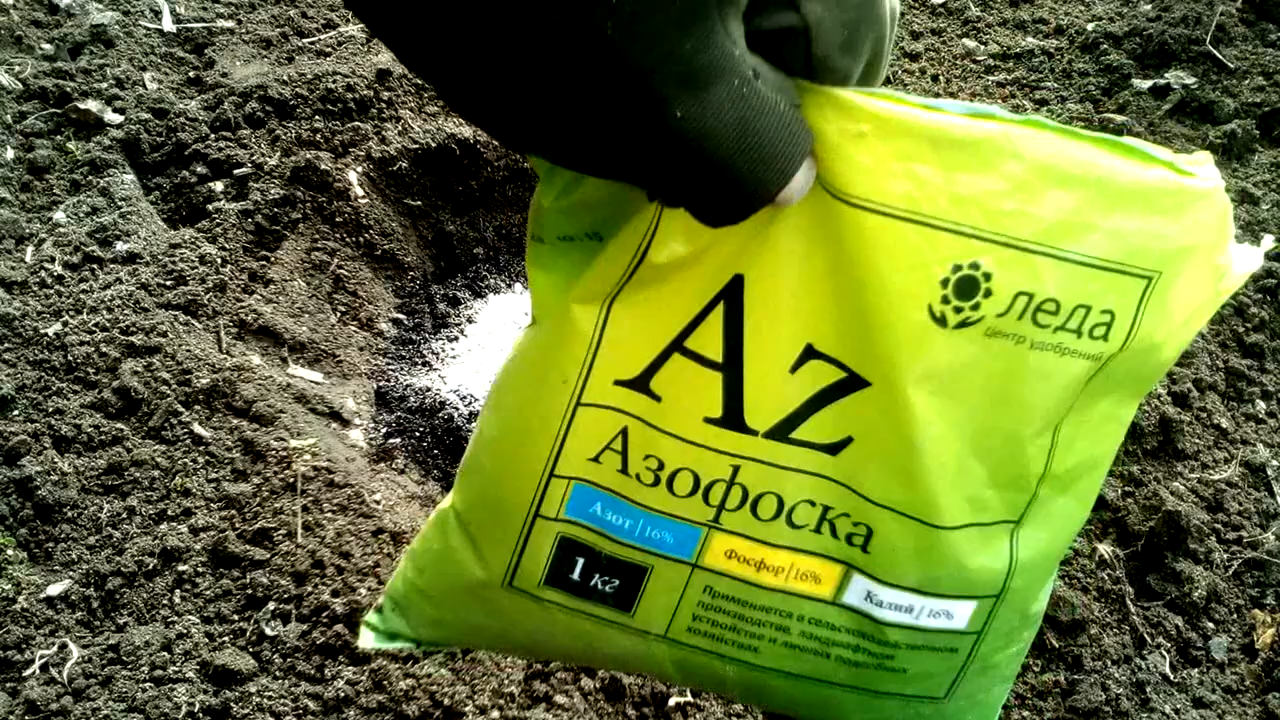 леда
центр удобрений
Az
Азофоска
Азот | 16%
Фосфор | 16%
Калий | 16%
1 кг
Применяется в сельскохозяйственном
производстве, ландшафтном
устройстве и личных подсобных
хозяйствах.